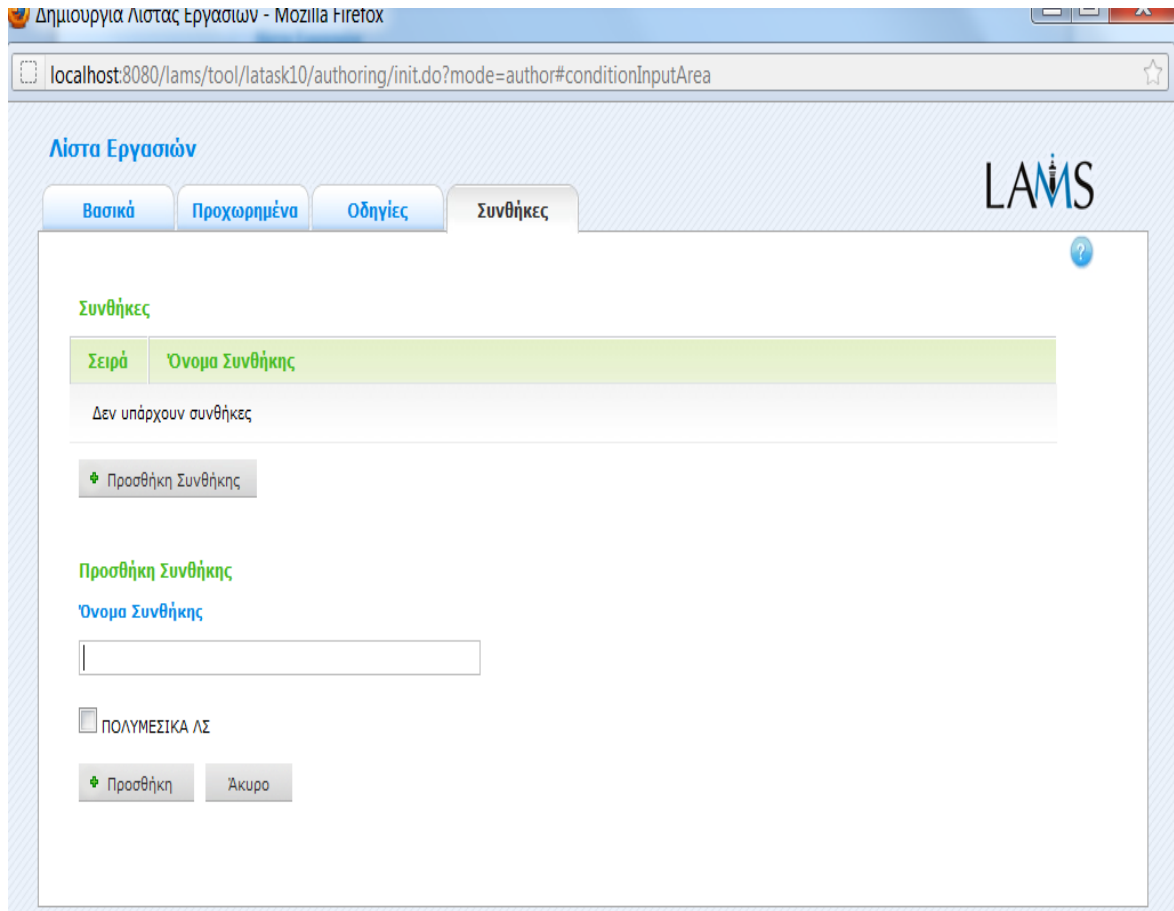 Δημιουργία Λίστας Εργασιών - Mozilla Firefox
localhost:8080/lams/tool/latask10/authoring/init.do?mode=author#conditionInputArea
Λίστα Εργασιών
LAMS
Βασικά Προχωρημένα Οδηγίες Συνθήκες
?
Συνθήκες
Σειρά Όνομα Συνθήκης
Δεν υπάρχουν συνθήκες
Προσθήκη Συνθήκης
Προσθήκη Συνθήκης
Όνομα Συνθήκης
ΠΟΛΥΜΕΣΙΚΑ ΛΣ
Προσθήκη Άκυρο